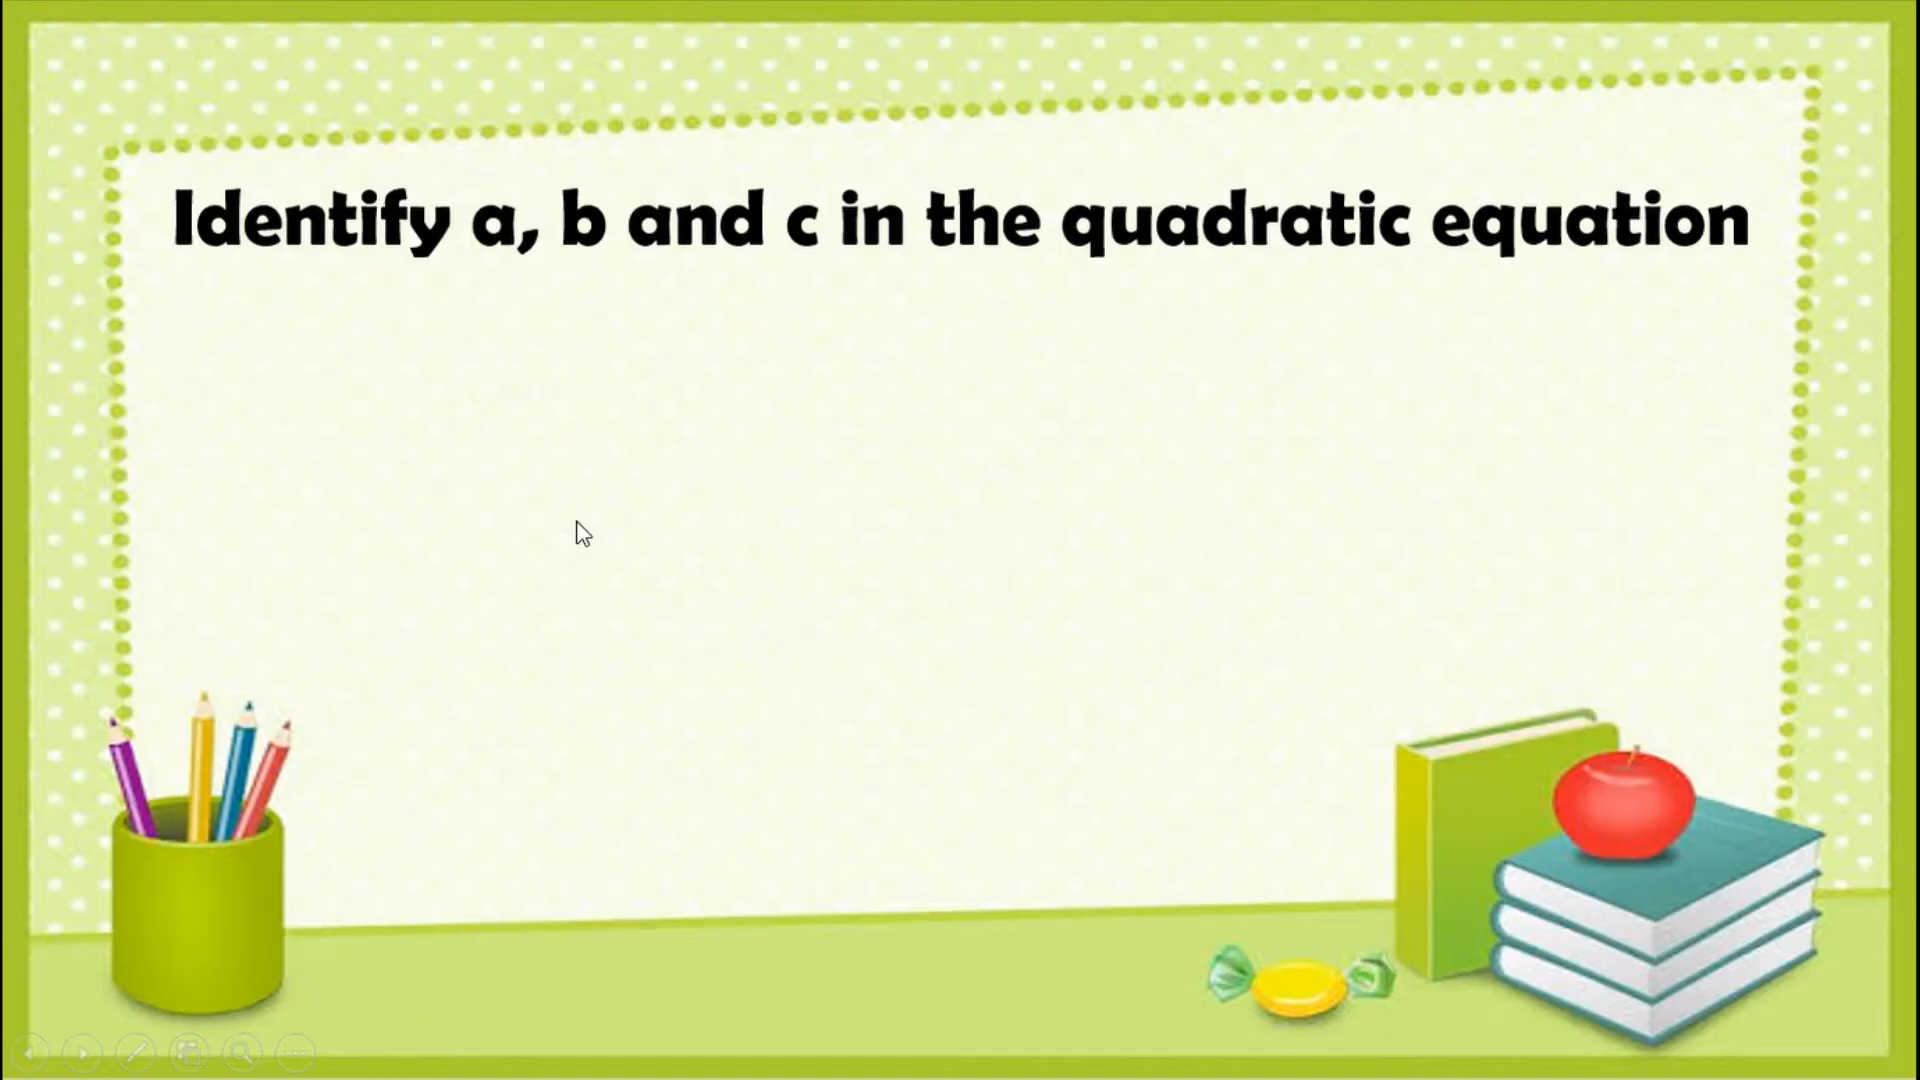 Identify a, b and c in the quadratic equation